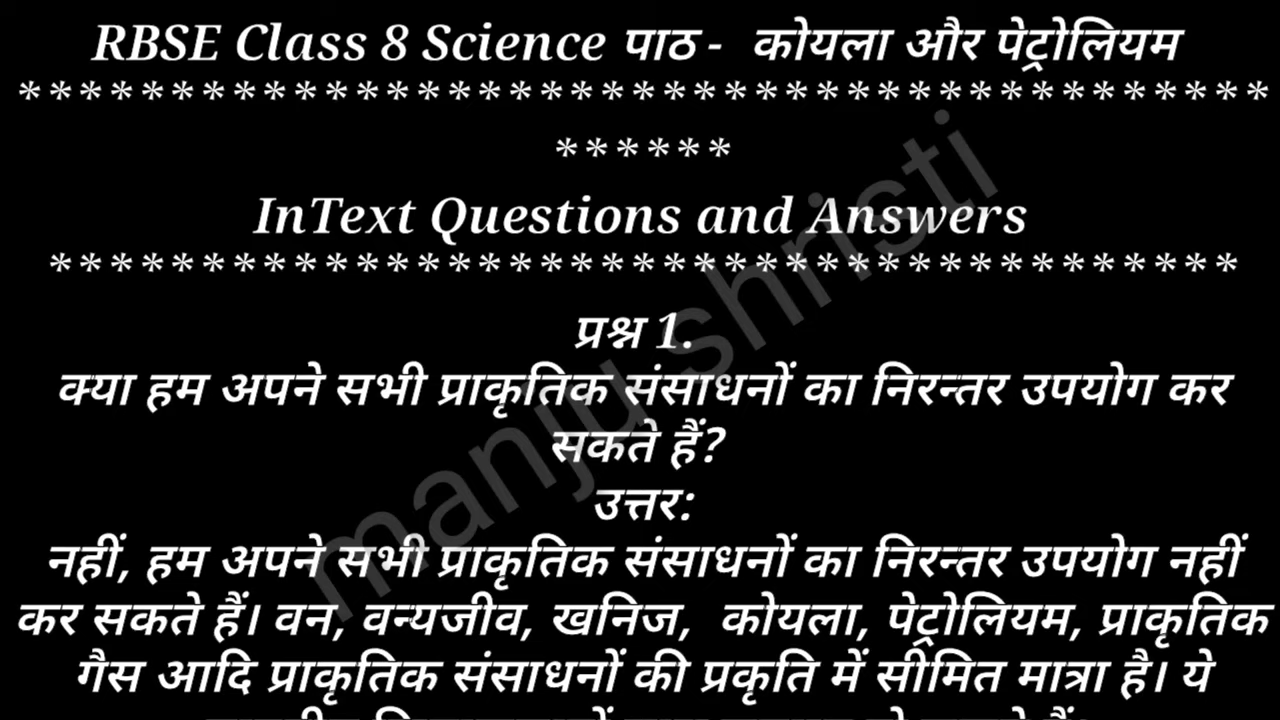 RBSE Class 8 Science पाठ - कोयला और पेट्रोलियम
*****************************************
******
InText Questions and Answers
***************************************
प्रश्न 1.
क्या हम अपने सभी प्राकृतिक संसाधनों का निरन्तर उपयोग कर
सकते हैं?
उत्तर:
नहीं, हम अपने सभी प्राकृतिक संसाधनों का निरन्तर उपयोग नहीं
कर सकते हैं। वन, वन्यजीव, खनिज, कोयला, पेट्रोलियम, प्राकृतिक
गैस आदि प्राकृतिक संसाधनों की प्रकृति में सीमित मात्रा है। ये
manju shristi